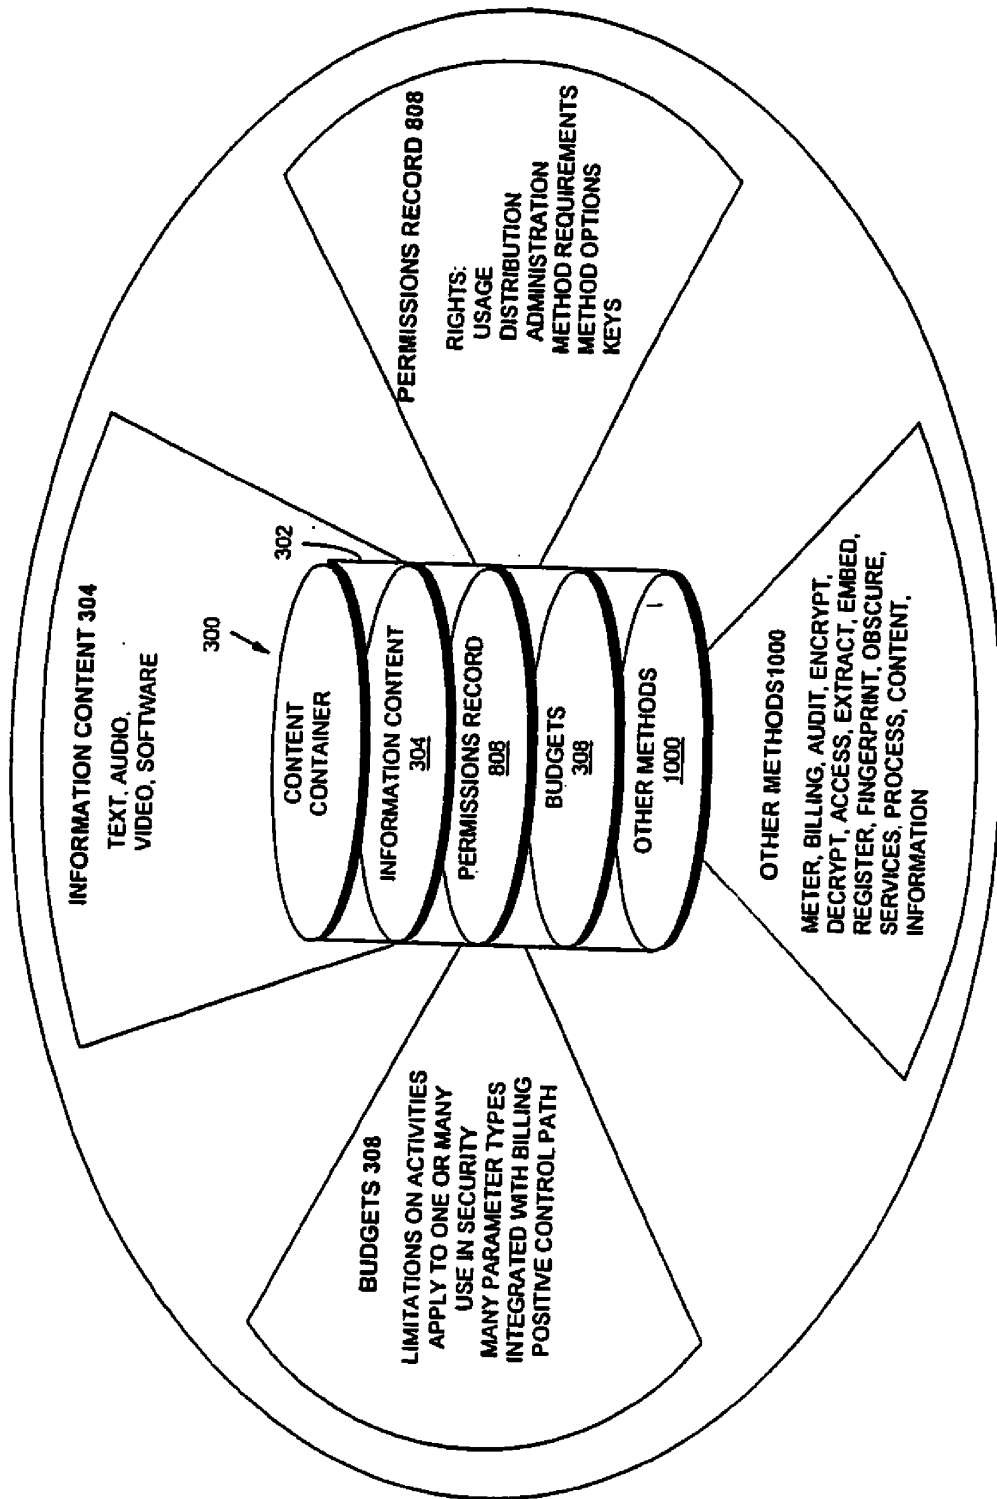 INFORMATION CONTENT 304
TEXT, AUDIO,
VIDEO, SOFTWARE
300
302
CONTENT
CONTAINER
INFORMATION CONTENT
304
PERMISSIONS RECORD
808
BUDGETS
308
OTHER METHODS
1000
BUDGETS 308
LIMITATIONS ON ACTIVITIES
APPLY TO ONE OR MANY
USE IN SECURITY
MANY PARAMETER TYPES
INTEGRATED WITH BILLING
POSITIVE CONTROL PATH
PERMISSIONS RECORD 808
RIGHTS:
USAGE
DISTRIBUTION
ADMINISTRATION
METHOD REQUIREMENTS
METHOD OPTIONS
KEYS
OTHER METHODS1000
METER, BILLING, AUDIT, ENCRYPT,
DECRYPT, ACCESS, EXTRACT, EMBED,
REGISTER, FINGERPRINT, OBSCURE,
SERVICES, PROCESS, CONTENT,
INFORMATION